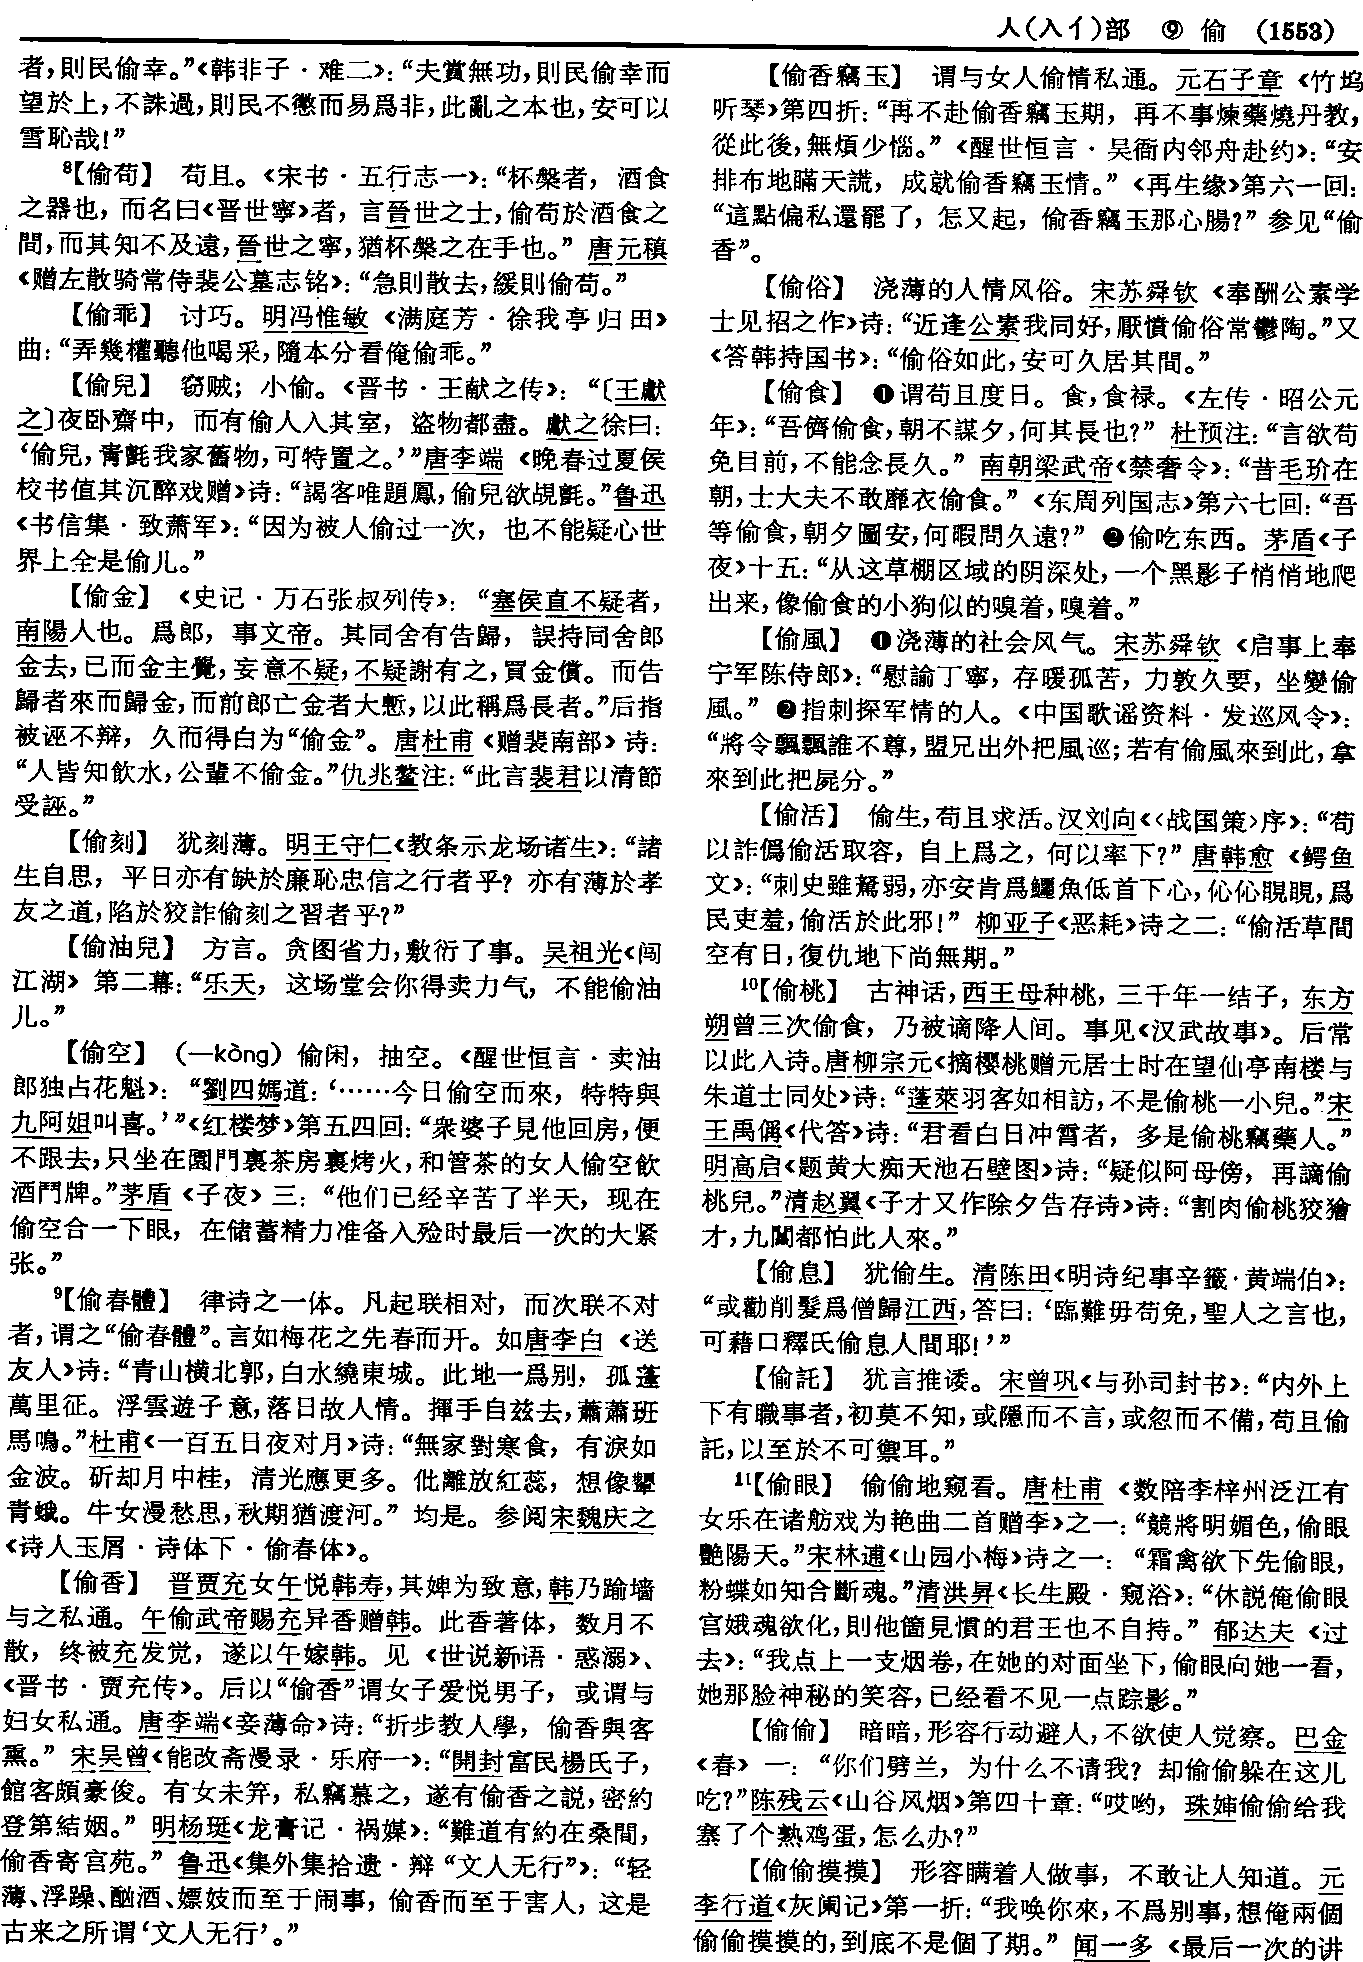 人(入亻)部 ⑨ 偷 (1553)
者,則民偷幸。”《韩非子·难二》:“夫賞無功,則民偷幸而
望於上,不誅過,則民不懲而易爲非,此亂之本也,安可以
雪恥哉!”
⁸【偷苟】 苟且。《宋书·五行志一》:“杯槃者,酒食
之器也,而名曰《晋世寧》者,言晉世之士,偷苟於酒食之
間,而其知不及遠,晉世之寧,猶杯槃之在手也。” 唐元稹
《赠左散骑常侍裴公墓志铭》:“急則散去,緩則偷苟。”
【偷乖】 讨巧。明冯惟敏《满庭芳·徐我亭归田》
曲:“弄幾權聽他喝采,隨本分看俺偷乖。”
【偷兒】 窃贼;小偷。《晋书·王献之传》:“〔王獻
之〕夜卧齋中,而有偷人入其室,盜物都盡。獻之徐曰:
‘偷兒,青氈我家舊物,可特置之。’”唐李端《晚春过夏侯
校书值其沉醉戏赠》诗:“謁客唯題鳳,偷兒欲覘氈。”鲁迅
《书信集·致萧军》:“因为被人偷过一次,也不能疑心世
界上全是偷儿。”
【偷金】 《史记·万石张叔列传》:“塞侯直不疑者,
南陽人也。爲郎,事文帝。其同舍有告歸,誤持同舍郎
金去,已而金主覺,妄意不疑,不疑謝有之,買金償。而告
歸者來而歸金,而前郎亡金者大慙,以此稱爲長者。”后指
被诬不辩,久而得白为“偷金”。唐杜甫《赠裴南部》诗:
“人皆知飲水,公輩不偷金。”仇兆鳌注:“此言裴君以清節
受誣。”
【偷刻】 犹刻薄。明王守仁《教条示龙场诸生》:“諸
生自思,平日亦有缺於廉恥忠信之行者乎?亦有薄於孝
友之道,陷於狡詐偷刻之習者乎?”
【偷油兒】 方言。贪图省力,敷衍了事。吴祖光《闯
江湖》第二幕:“乐天,这场堂会你得卖力气,不能偷油
儿。”
【偷空】 (—kòng)偷闲,抽空。《醒世恒言·卖油
郎独占花魁》:“劉四媽道:‘……今日偷空而來,特特與
九阿姐叫喜。’”《红楼梦》第五四回:“衆婆子見他回房,便
不跟去,只坐在園門裏茶房裏烤火,和管茶的女人偷空飲
酒鬥牌。”茅盾《子夜》三:“他们已经辛苦了半天,现在
偷空合一下眼,在储蓄精力准备入殓时最后一次的大紧
张。”
⁹【偷春體】 律诗之一体。凡起联相对,而次联不对
者,谓之“偷春體”。言如梅花之先春而开。如唐李白《送
友人》诗:“青山横北郭,白水繞東城。此地一爲别,孤蓬
萬里征。浮雲遊子意,落日故人情。揮手自兹去,蕭蕭班
馬鳴。”杜甫《一百五日夜对月》诗:“無家對寒食,有淚如
金波。斫却月中桂,清光應更多。仳離放紅蕊,想像顰
青蛾。牛女漫愁思,秋期猶渡河。”均是。参阅宋魏庆之
《诗人玉屑·诗体下·偷春体》。
【偷香】 晋贾充女午悦韩寿,其婢为致意,韩乃踰墙
与之私通。午偷武帝赐充异香赠韩。此香著体,数月不
散,终被充发觉,遂以午嫁韩。见《世说新语·惑溺》、
《晋书·贾充传》。后以“偷香”谓女子爱悦男子,或谓与
妇女私通。唐李端《妾薄命》诗:“折步教人學,偷香與客
熏。”宋吴曾《能改斋漫录·乐府一》:“開封富民楊氏子,
館客頗豪俊。有女未笄,私竊慕之,遂有偷香之説,密約
登第結姻。”明杨珽《龙膏记·祸媒》:“難道有約在桑間,
偷香寄宫苑。”鲁迅《集外集拾遗·辩“文人无行”》:“轻
薄、浮躁、酗酒、嫖妓而至于闹事,偷香而至于害人,这是
古来之所谓‘文人无行’。”
【偷香竊玉】 谓与女人偷情私通。元石子章《竹坞
听琴》第四折:“再不赴偷香竊玉期,再不事煉藥燒丹教,
從此後,無煩少惱。”《醒世恒言·吴衙内邻舟赴约》:“安
排布地瞞天謊,成就偷香竊玉情。”《再生缘》第六一回:
“這點偏私還罷了,怎又起,偷香竊玉那心腸?”参见“偷
香”。
【偷俗】 浇薄的人情风俗。宋苏舜钦《奉酬公素学
士见招之作》诗:“近逢公素我同好,厭憤偷俗常鬱陶。”又
《答韩持国书》:“偷俗如此,安可久居其間。”
【偷食】 ❶谓苟且度日。食,食禄。《左传·昭公元
年》:“吾儕偷食,朝不謀夕,何其長也?”杜预注:“言欲苟
免目前,不能念長久。”南朝梁武帝《禁奢令》:“昔毛玠在
朝,士大夫不敢靡衣偷食。”《东周列国志》第六七回:“吾
等偷食,朝夕圖安,何暇問久遠?”❷偷吃东西。茅盾《子
夜》十五:“从这草棚区域的阴深处,一个黑影子悄悄地爬
出来,像偷食的小狗似的嗅着,嗅着。”
【偷風】 ❶浇薄的社会风气。宋苏舜钦《启事上奉
宁军陈侍郎》:“慰諭丁寧,存暖孤苦,力敦久要,坐變偷
風。”❷指刺探军情的人。《中国歌谣资料·发巡风令》:
“將令飄飄誰不尊,盟兄出外把風巡;若有偷風來到此,拿
來到此把屍分。”
【偷活】 偷生,苟且求活。汉刘向《〈战国策〉序》:“苟
以詐僞偷活取容,自上爲之,何以率下?”唐韩愈《鳄鱼
文》:“刺史雖駑弱,亦安肯爲鱷魚低首下心,伈伈睍睍,爲
民吏羞,偷活於此邪!”柳亚子《恶耗》诗之二:“偷活草間
空有日,復仇地下尚無期。”
¹⁰【偷桃】 古神话,西王母种桃,三千年一结子,东方
朔曾三次偷食,乃被谪降人间。事见《汉武故事》。后常
以此入诗。唐柳宗元《摘樱桃赠元居士时在望仙亭南楼与
朱道士同处》诗:“蓬萊羽客如相訪,不是偷桃一小兒。”宋
王禹偁《代答》诗:“君看白日冲霄者,多是偷桃竊藥人。”
明高启《题黄大痴天池石壁图》诗:“疑似阿母傍,再謫偷
桃兒。”清赵翼《子才又作除夕告存诗》诗:“割肉偷桃狡獪
才,九閽都怕此人來。”
【偷息】 犹偷生。清陈田《明诗纪事辛籤·黄端伯》:
“或勸削髮爲僧歸江西,答曰:‘臨難毋苟免,聖人之言也,
可藉口釋氏偷息人間耶!’”
【偷託】 犹言推诿。宋曾巩《与孙司封书》:“内外上
下有職事者,初莫不知,或隱而不言,或忽而不備,苟且偷
託,以至於不可禦耳。”
¹¹【偷眼】 偷偷地窥看。唐杜甫《数陪李梓州泛江有
女乐在诸舫戏为艳曲二首赠李》之一:“競將明媚色,偷眼
艷陽天。”宋林逋《山园小梅》诗之一:“霜禽欲下先偷眼,
粉蝶如知合斷魂。”清洪昇《长生殿·窥浴》:“休説俺偷眼
宫娥魂欲化,則他箇見慣的君王也不自持。”郁达夫《过
去》:“我点上一支烟卷,在她的对面坐下,偷眼向她一看,
她那脸神秘的笑容,已经看不见一点踪影。”
【偷偷】 暗暗,形容行动避人,不欲使人觉察。巴金
《春》一:“你们劈兰,为什么不请我?却偷偷躲在这儿
吃?”陈残云《山谷风烟》第四十章:“哎哟,珠婶偷偷给我
塞了个熟鸡蛋,怎么办?”
【偷偷摸摸】 形容瞒着人做事,不敢让人知道。元
李行道《灰阑记》第一折:“我唤你來,不爲别事,想俺兩個
偷偷摸摸的,到底不是個了期。”闻一多《最后一次的讲